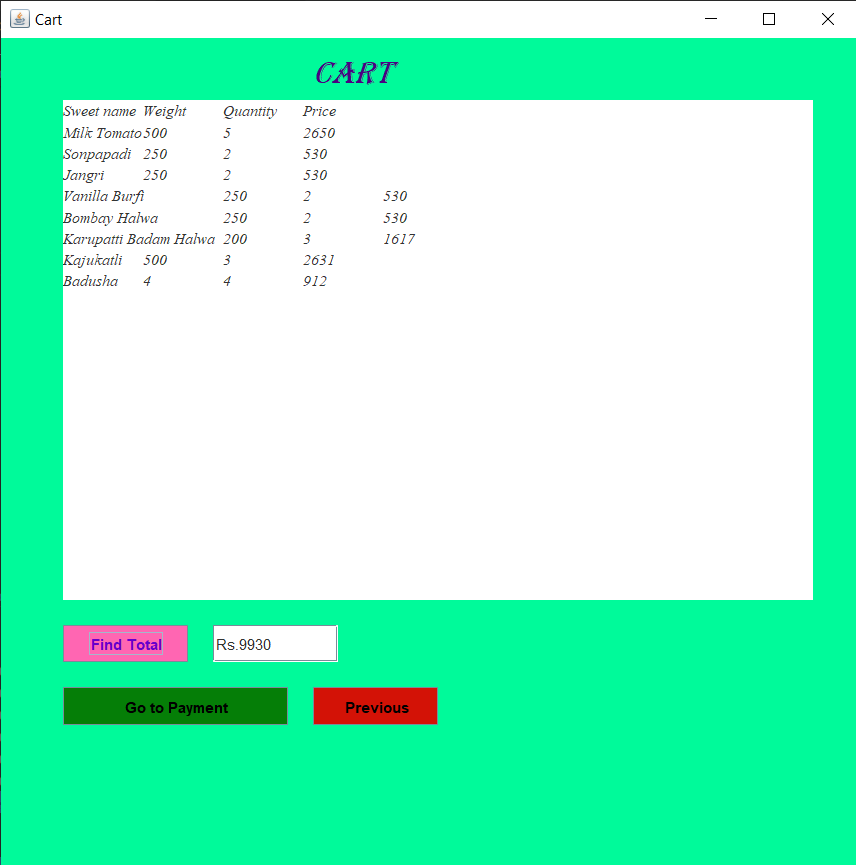 Cart
CART
Sweet name Weight Quantity Price
Milk Tomato 500 5 2650
Sonpapadi 250 2 530
Jangri 250 2 530
Vanilla Burfi 250 2 530
Bombay Halwa 250 2 530
Karupatti Badam Halwa 200 3 1617
Kajukatli 500 3 2631
Badusha 4 4 912
Find Total Rs.9930
Go to Payment Previous